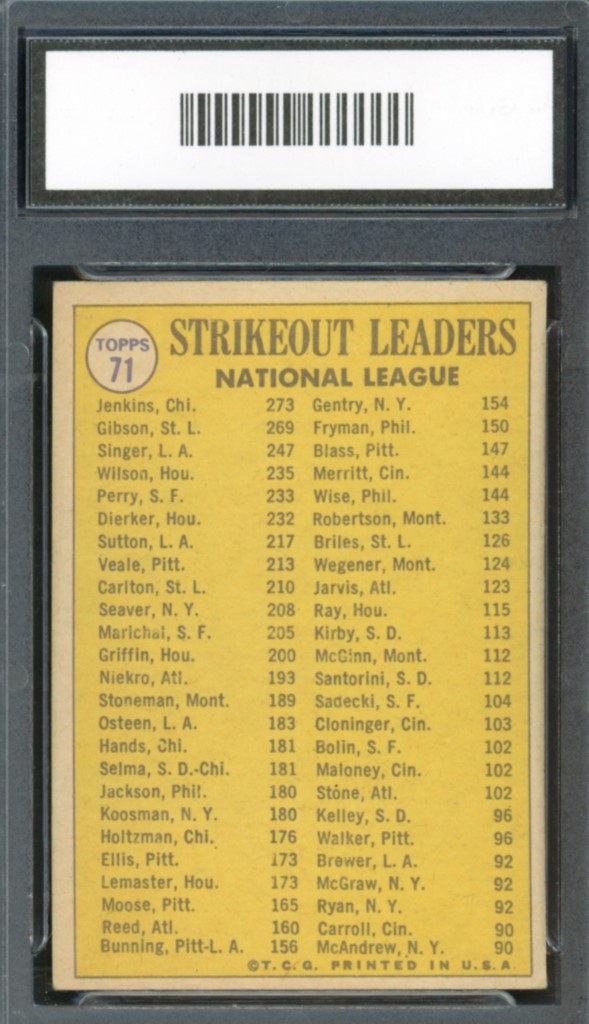 TOPPS
71
STRIKEOUT LEADERS
NATIONAL LEAGUE
Jenkins, Chi. 273 Gentry, N. Y. 154
Gibson, St. L. 269 Fryman, Phil. 150
Singer, L. A. 247 Blass, Pitt. 147
Wilson, Hou. 235 Merritt, Cin. 144
Perry, S. F. 233 Wise, Phil. 144
Dierker, Hou. 232 Robertson, Mont. 133
Sutton, L. A. 217 Briles, St. L. 126
Veale, Pitt. 213 Wegener, Mont. 124
Carlton, St. L. 210 Jarvis, Atl. 123
Seaver, N. Y. 208 Ray, Hou. 115
Marichal, S. F. 205 Kirby, S. D. 113
Griffin, Hou. 200 McGinn, Mont. 112
Niekro, Atl. 193 Santorini, S. D. 112
Stoneman, Mont. 189 Sadecki, S. F. 104
Osteen, L. A. 183 Cloninger, Cin. 103
Hands, Chi. 181 Bolin, S. F. 102
Selma, S. D.-Chi. 181 Maloney, Cin. 102
Jackson, Phil. 180 Stone, Atl. 102
Koosman, N. Y. 180 Kelley, S. D. 96
Holtzman, Chi. 176 Walker, Pitt. 96
Ellis, Pitt. 173 Brewer, L. A. 92
Lemaster, Hou. 173 McGraw, N. Y. 92
Moose, Pitt. 165 Ryan, N. Y. 92
Reed, Atl. 160 Carroll, Cin. 90
Bunning, Pitt-L. A. 156 McAndrew, N. Y. 90
©T. C. G. PRINTED IN U. S. A.